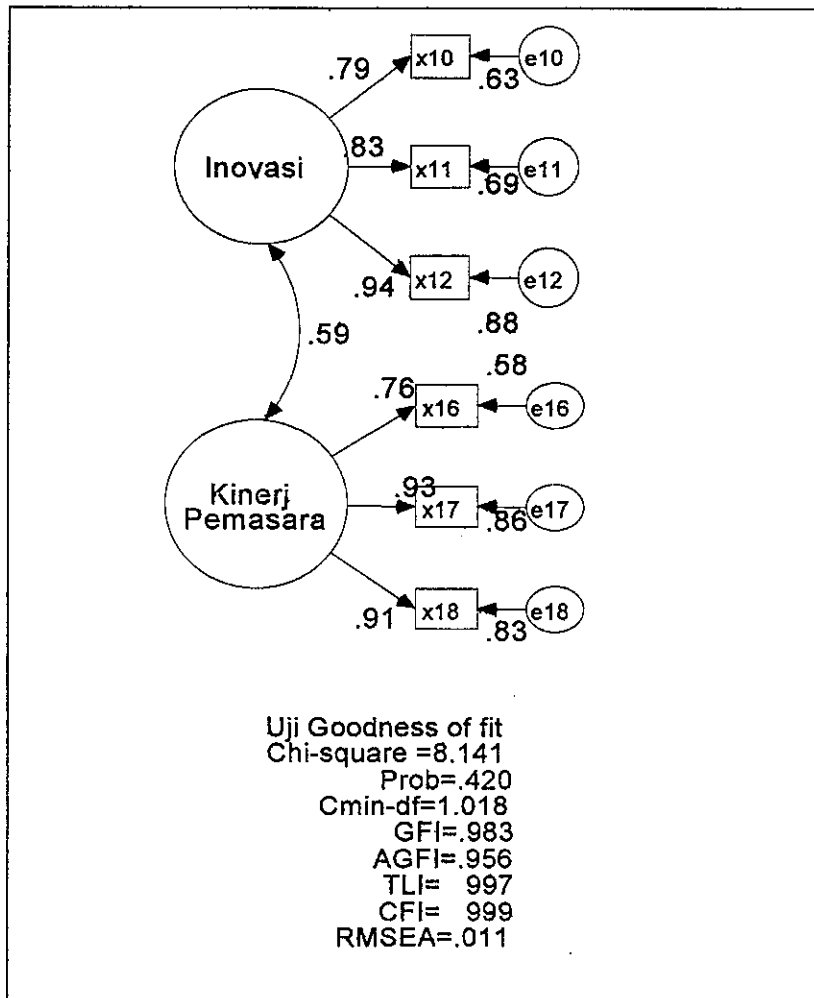 .79
x10
.63
e10
Inovasi
.83
x11
.69
e11
.94
x12
.88
e12
.59
.58
.76
x16
e16
Kinerj
Pemasara
.93
x17
.86
e17
.91
x18
.83
e18
Uji Goodness of fit
Chi-square =8.141
Prob=.420
Cmin-df=1.018
GFI=.983
AGFI=.956
TLI= 997
CFI= 999
RMSEA=.011